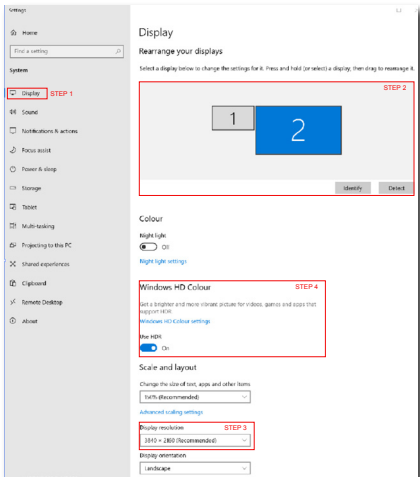 Settings
Home
Find a setting
System
Display STEP 1
Sound
Notifications & actions
Focus assist
Power & sleep
Storage
Tablet
Multi-tasking
Projecting to this PC
Shared experiences
Clipboard
Remote Desktop
About
Display
Rearrange your displays
Select a display below to change the settings for it. Press and hold (or select) a display, then drag to rearrange it.
STEP 2
1
2
Identify Detect
Colour
Night light
Off
Night light settings
Windows HD Colour STEP 4
Get a brighter and more vibrant picture for videos, games and apps that
support HDR.
Windows HD Colour settings
Use HDR
On
Scale and layout
Change the size of text, apps and other items
150% (Recommended)
Advanced scaling settings
Display resolution STEP 3
3840 × 2160 (Recommended)
Display orientation
Landscape